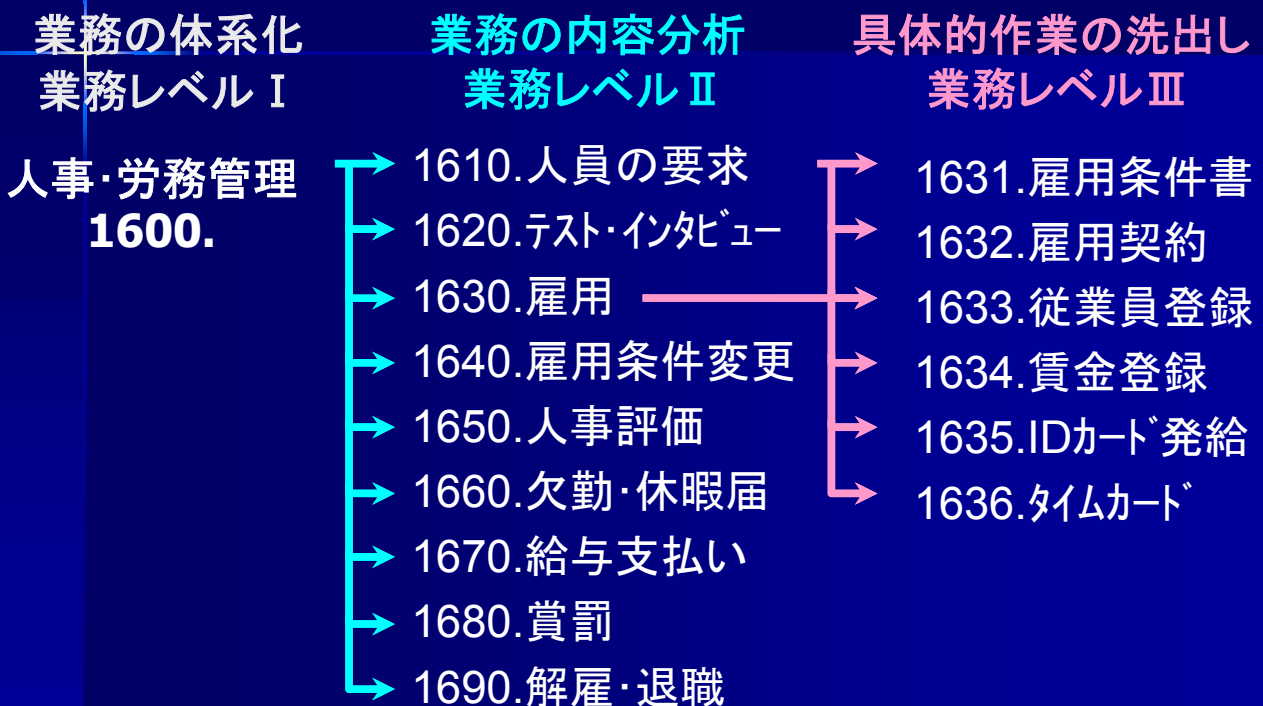 業務の体系化
業務レベルⅠ
人事・労務管理
1600.
業務の内容分析
業務レベルⅡ
1610.人員の要求
1620.ﾃｽﾄ・ｲﾝﾀﾋﾞｭｰ
1630.雇用
1640.雇用条件変更
1650.人事評価
1660.欠勤・休暇届
1670.給与支払い
1680.賞罰
1690.解雇・退職
具体的作業の洗出し
業務レベルⅢ
1631.雇用条件書
1632.雇用契約
1633.従業員登録
1634.賃金登録
1635.IDｶｰﾄﾞ発給
1636.ﾀｲﾑｶｰﾄﾞ